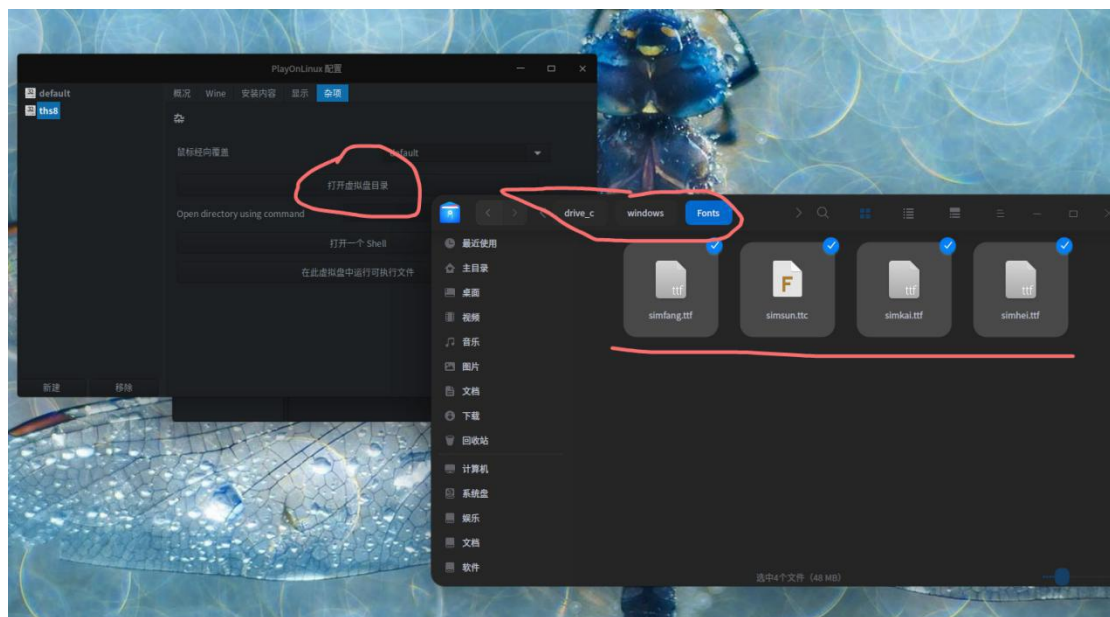 PlayOnLinux 配置
default
ths8
概况 Wine 安装内容 显示 杂项
杂
鼠标经向覆盖 default
打开虚拟盘目录
Open directory using command
打开一个 Shell
在此虚拟盘中运行可执行文件
新建 移除
drive_c windows Fonts
最近使用
主目录
桌面
视频
音乐
图片
文档
下载
回收站
计算机
系统盘
娱乐
文档
软件
ttf F ttf ttf
simfang.ttf simsun.ttc simkai.ttf simhei.ttf
选中4个文件 (48 MB)